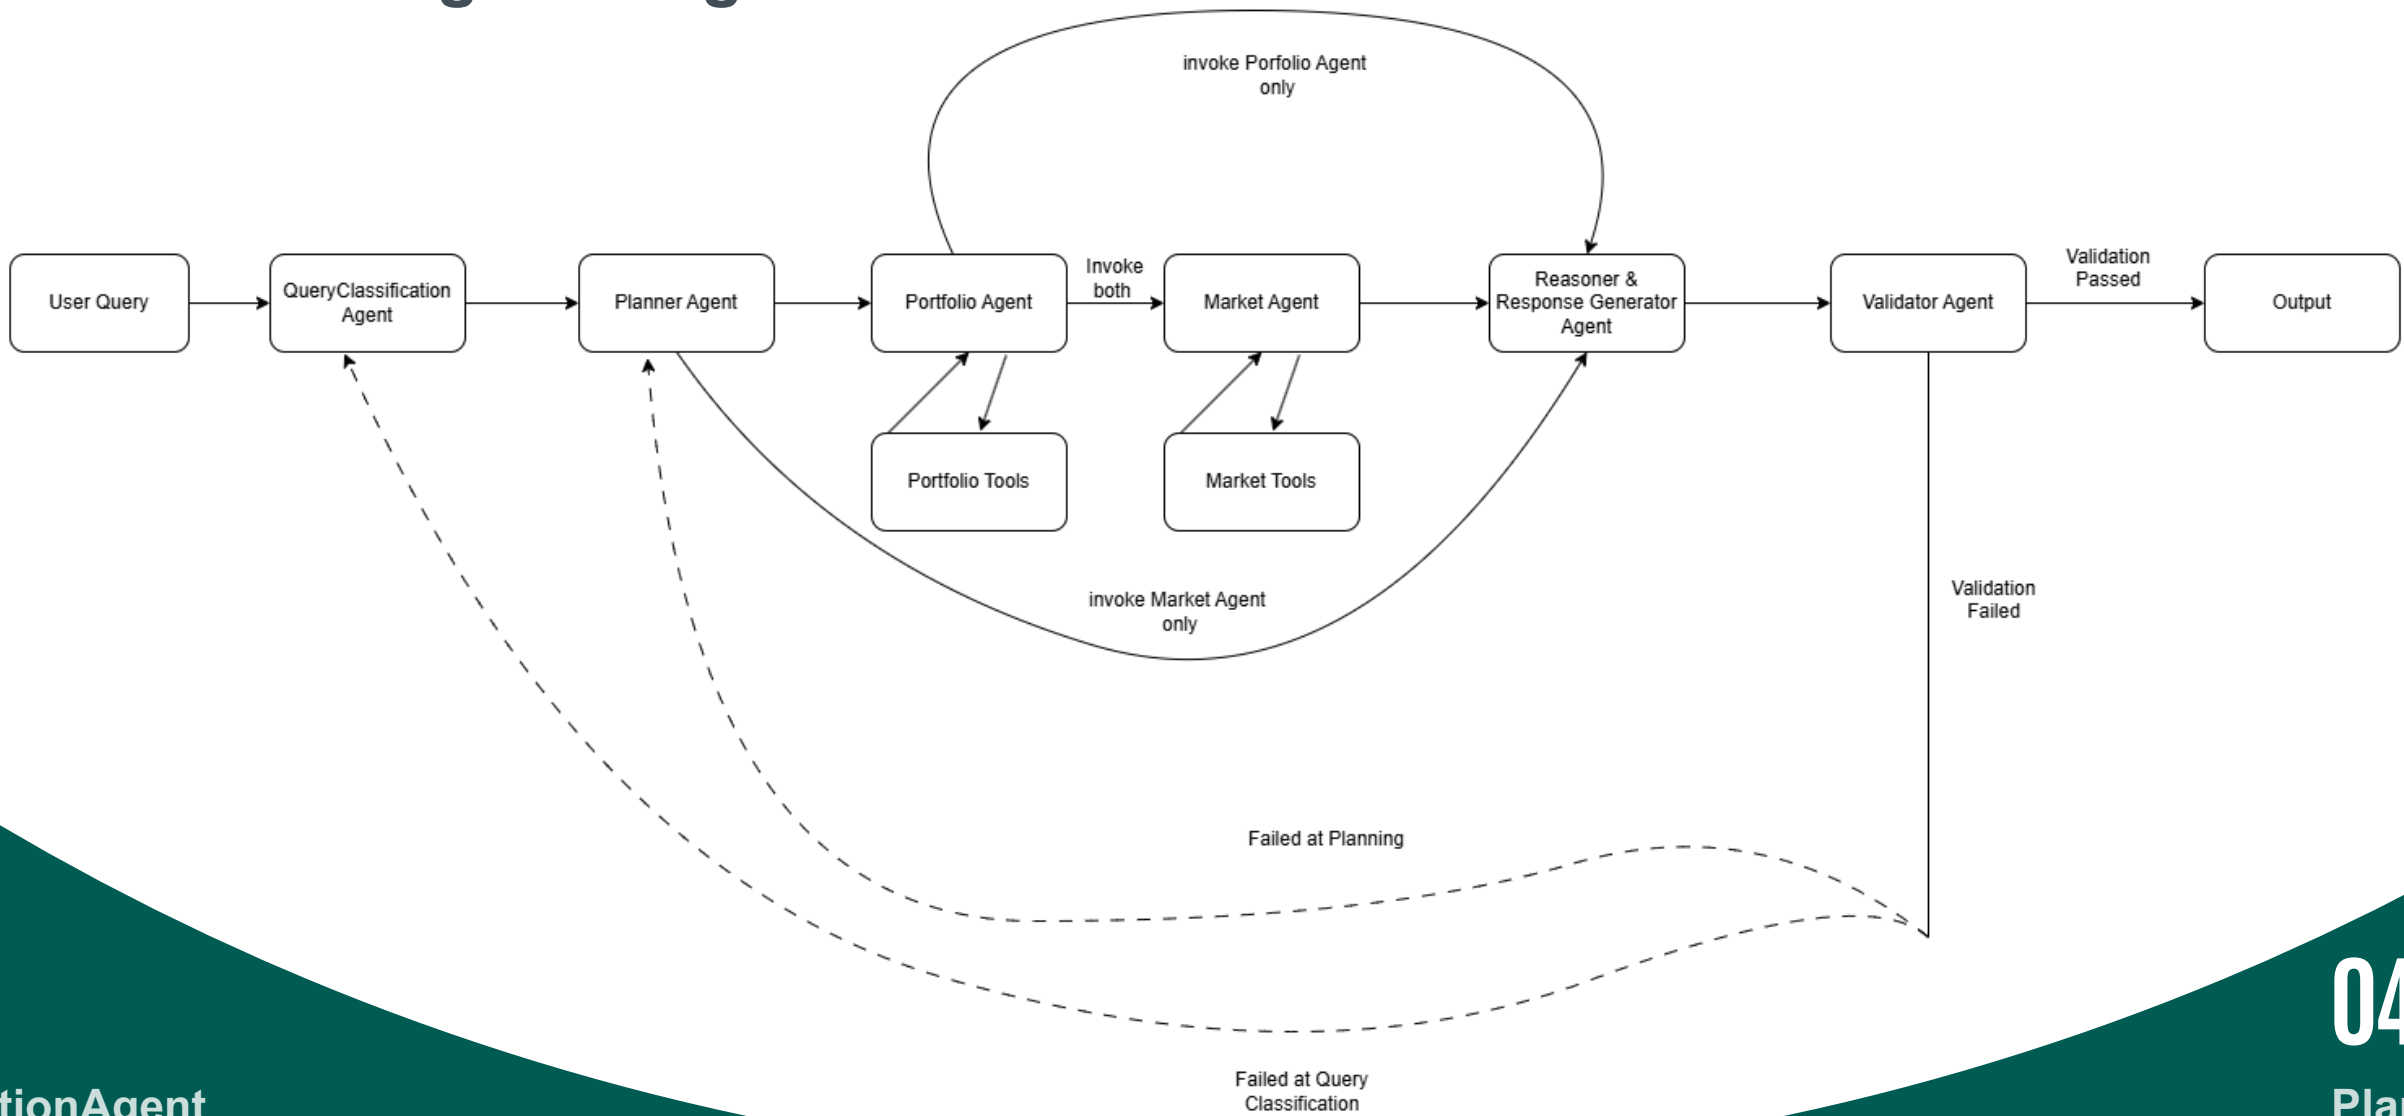 invoke Porfolio Agent
only
User Query
QueryClassification
Agent
Planner Agent
Portfolio Agent
Invoke
both
Market Agent
Reasoner &
Response Generator
Agent
Validator Agent
Validation
Passed
Output
Portfolio Tools
Market Tools
invoke Market Agent
only
Validation
Failed
Failed at Planning
Failed at Query
Classification
04
tionAgent